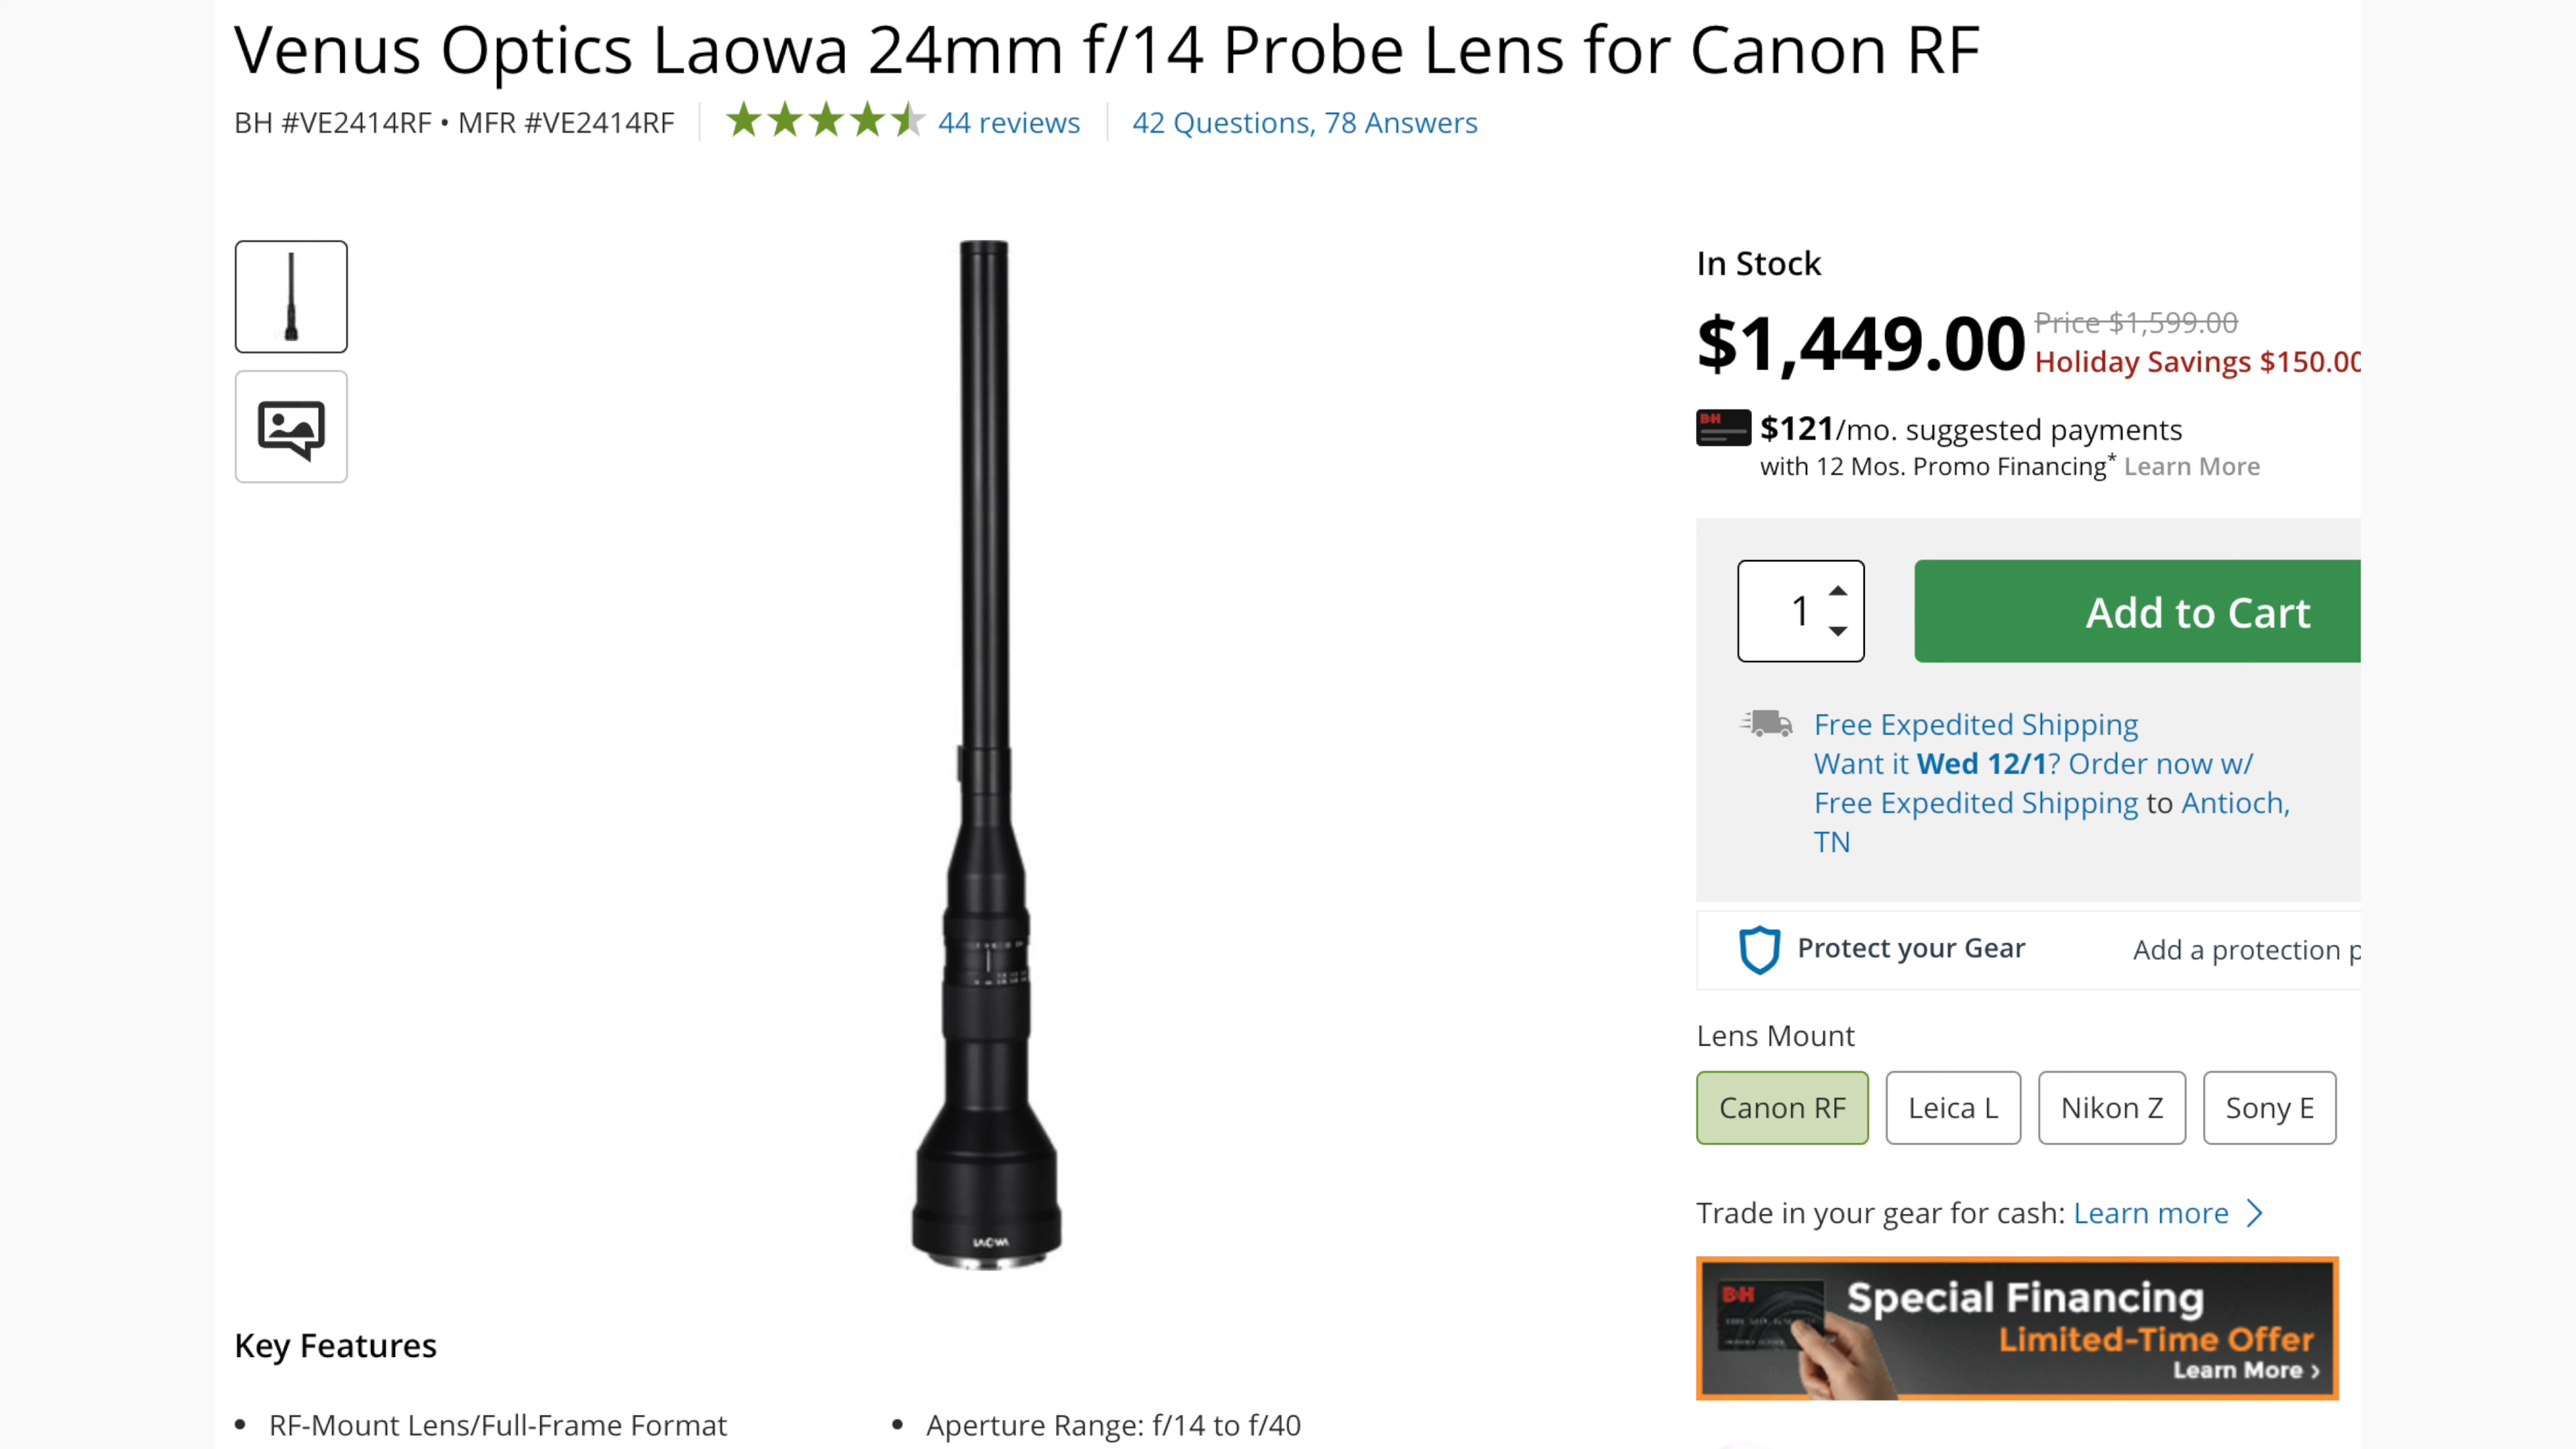 Venus Optics Laowa 24mm f/14 Probe Lens for Canon RF
BH #VE2414RF • MFR #VE2414RF
44 reviews
42 Questions, 78 Answers
LAOWA
In Stock
$1,449.00
Price $1,599.00
Holiday Savings $150.00
B&H
$121/mo. suggested payments
with 12 Mos. Promo Financing* Learn More
1
Add to Cart
Free Expedited Shipping
Want it Wed 12/1? Order now w/
Free Expedited Shipping to Antioch,
TN
Protect your Gear
Add a protection p
Lens Mount
Canon RF
Leica L
Nikon Z
Sony E
Trade in your gear for cash: Learn more
B&H
Special Financing
Limited-Time Offer
Learn More ›
Key Features
• RF-Mount Lens/Full-Frame Format
• Aperture Range: f/14 to f/40